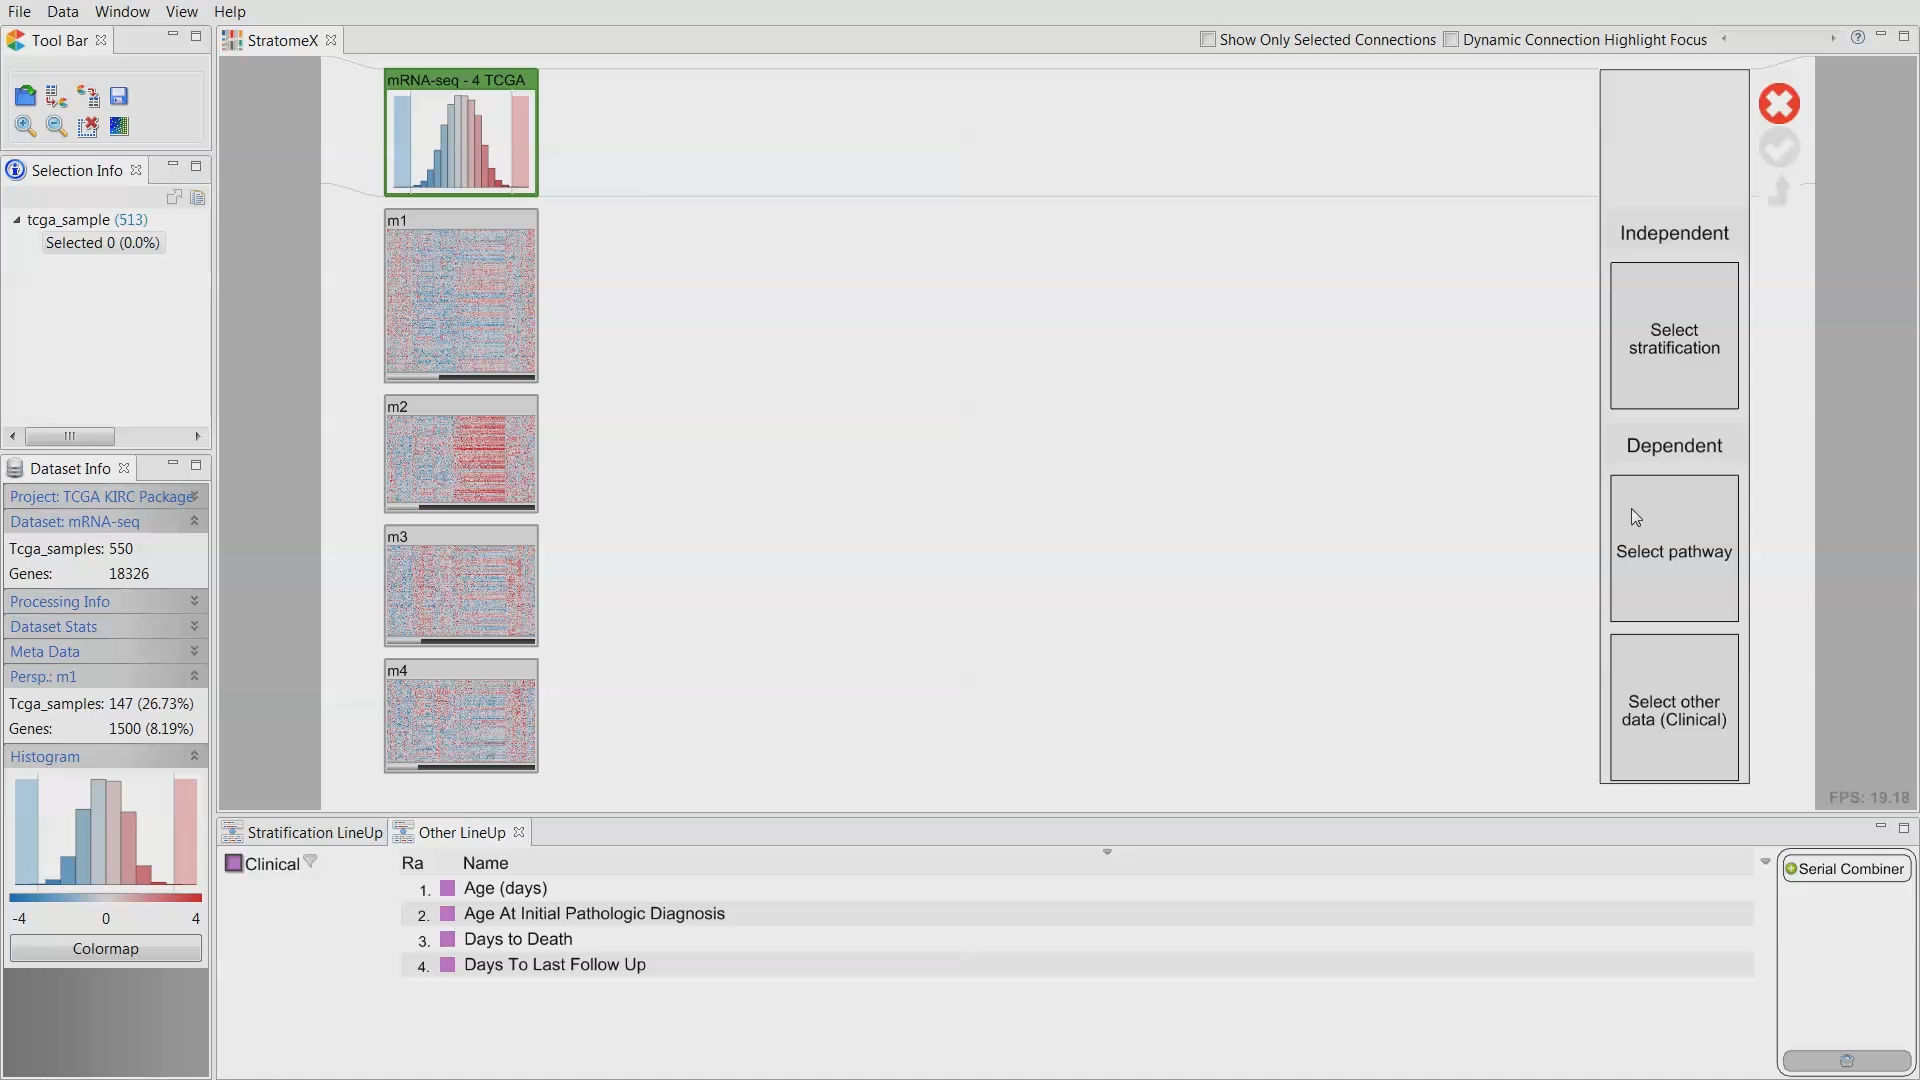 File Data Window View Help
Tool Bar
StratomeX
Show Only Selected Connections
Dynamic Connection Highlight Focus
mRNA-seq - 4 TCGA
Selection Info
tcga_sample (513)
Selected 0 (0.0%)
m1
m2
m3
m4
Independent
Select
stratification
Dependent
Select pathway
Select other
data (Clinical)
FPS: 19.18
Dataset Info
Project: TCGA KIRC Package
Dataset: mRNA-seq
Tcga_samples: 550
Genes: 18326
Processing Info
Dataset Stats
Meta Data
Persp.: m1
Tcga_samples: 147 (26.73%)
Genes: 1500 (8.19%)
Histogram
-4 0 4
Colormap
Stratification LineUp
Other LineUp
Clinical
Ra Name
1. Age (days)
2. Age At Initial Pathologic Diagnosis
3. Days to Death
4. Days To Last Follow Up
Serial Combiner